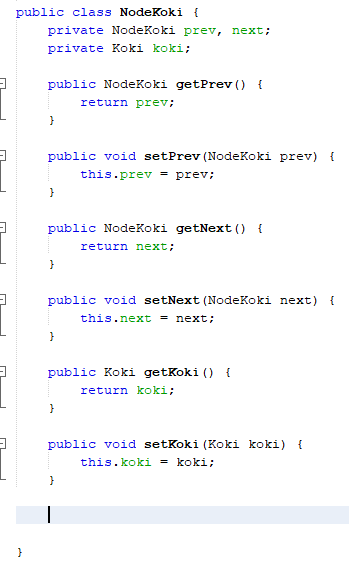 public class NodeKoki {
    private NodeKoki prev, next;
    private Koki koki;
    public NodeKoki getPrev() {
        return prev;
    }
    public void setPrev(NodeKoki prev) {
        this.prev = prev;
    }
    public NodeKoki getNext() {
        return next;
    }
    public void setNext(NodeKoki next) {
        this.next = next;
    }
    public Koki getKoki() {
        return koki;
    }
    public void setKoki(Koki koki) {
        this.koki = koki;
    }
}